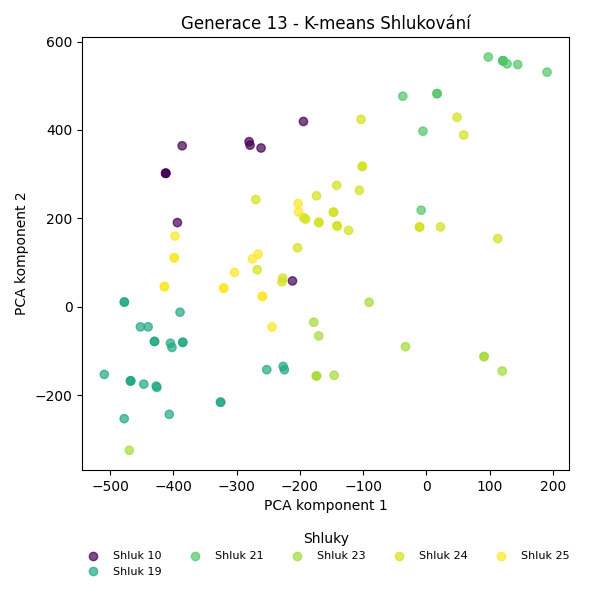 Generace 13 - K-means Shlukování
600
400
200
0
−200
PCA komponent 2
−500 −400 −300 −200 −100 0 100 200
PCA komponent 1
Shluky
Shluk 10 Shluk 21 Shluk 23 Shluk 24 Shluk 25
Shluk 19